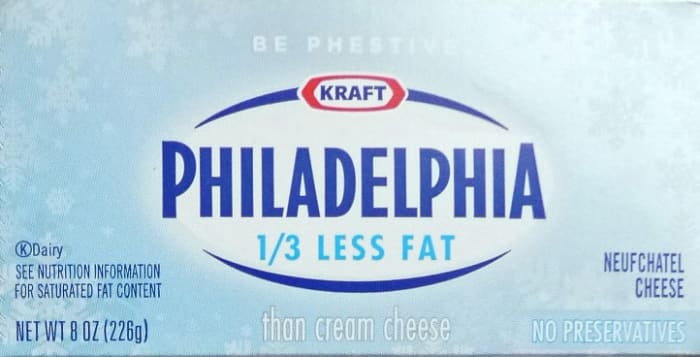 BE PHESTIVE
KRAFT
PHILADELPHIA
1/3 LESS FAT
than cream cheese
ⓀDairy
SEE NUTRITION INFORMATION
FOR SATURATED FAT CONTENT
NET WT 8 OZ (226g)
NEUFCHATEL
CHEESE
NO PRESERVATIVES